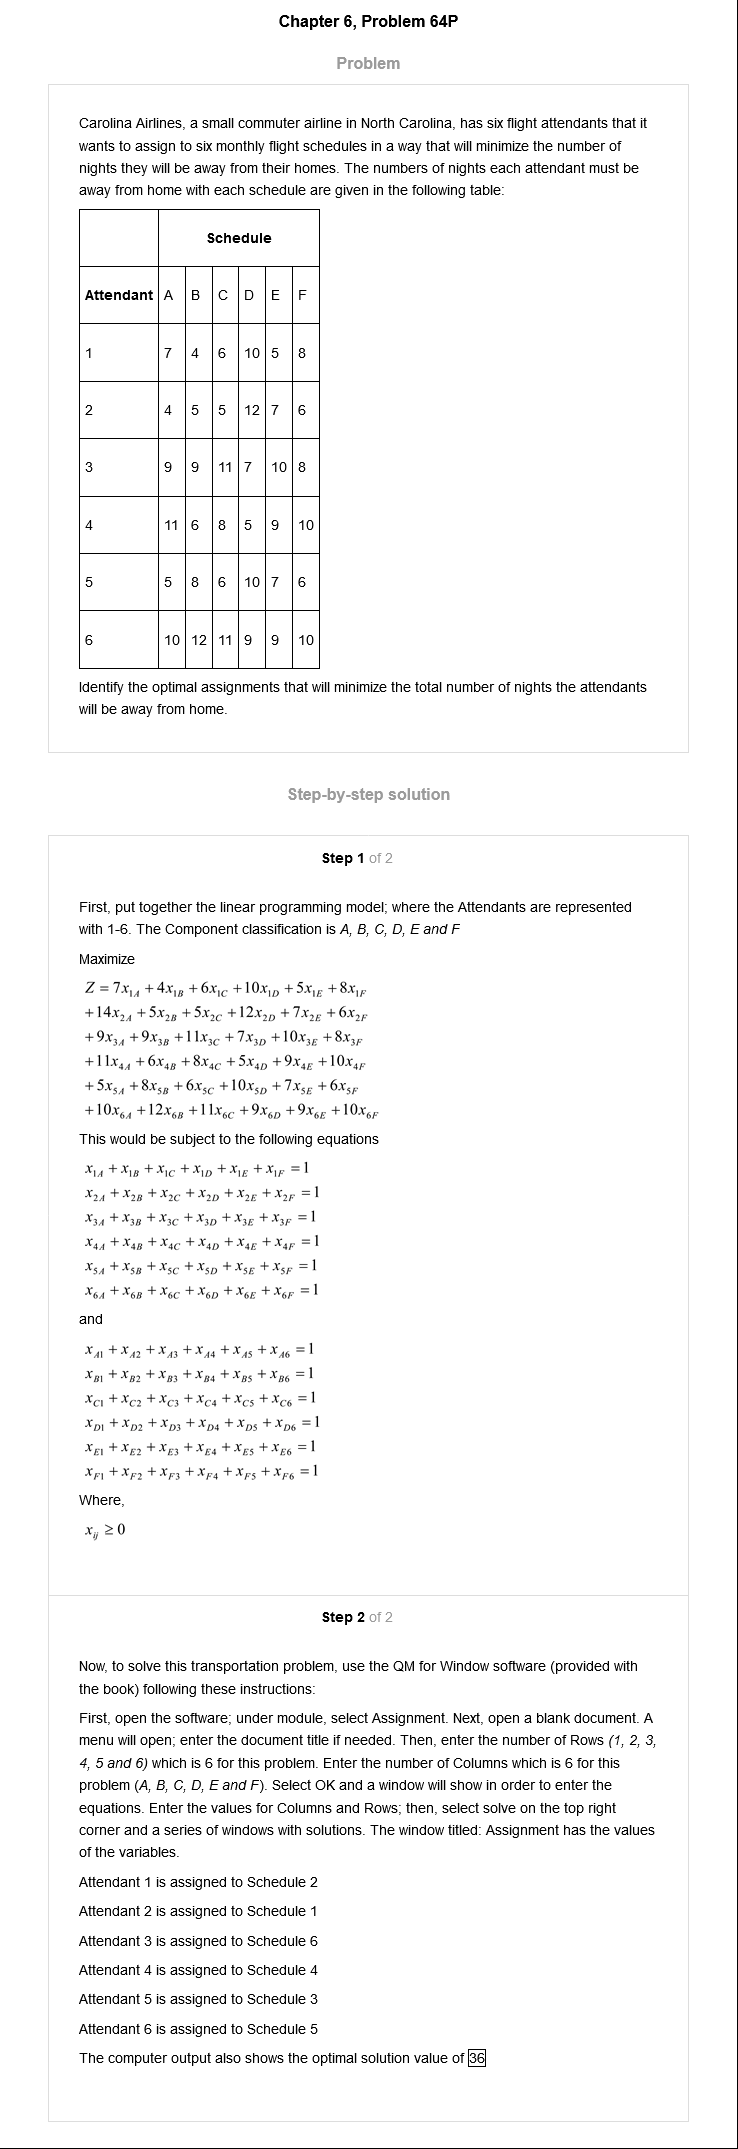 Chapter 6, Problem 64P
Problem
Carolina Airlines, a small commuter airline in North Carolina, has six flight attendants that it
wants to assign to six monthly flight schedules in a way that will minimize the number of
nights they will be away from their homes. The numbers of nights each attendant must be
away from home with each schedule are given in the following table:
Schedule
Attendant A B C D E F
1 7 4 6 10 5 8
2 4 5 5 12 7 6
3 9 9 11 7 10 8
4 11 6 8 5 9 10
5 5 8 6 10 7 6
6 10 12 11 9 9 10
Identify the optimal assignments that will minimize the total number of nights the attendants
will be away from home.
Step-by-step solution
Step 1 of 2
First, put together the linear programming model; where the Attendants are represented
with 1-6. The Component classification is A, B, C, D, E and F
Maximize
Z = 7x_{1A} + 4x_{1B} + 6x_{1C} + 10x_{1D} + 5x_{1E} + 8x_{1F}
+14x_{2A} + 5x_{2B} + 5x_{2C} + 12x_{2D} + 7x_{2E} + 6x_{2F}
+9x_{3A} + 9x_{3B} + 11x_{3C} + 7x_{3D} + 10x_{3E} + 8x_{3F}
+11x_{4A} + 6x_{4B} + 8x_{4C} + 5x_{4D} + 9x_{4E} + 10x_{4F}
+5x_{5A} + 8x_{5B} + 6x_{5C} + 10x_{5D} + 7x_{5E} + 6x_{5F}
+10x_{6A} + 12x_{6B} + 11x_{6C} + 9x_{6D} + 9x_{6E} + 10x_{6F}
This would be subject to the following equations
x_{1A} + x_{1B} + x_{1C} + x_{1D} + x_{1E} + x_{1F} = 1
x_{2A} + x_{2B} + x_{2C} + x_{2D} + x_{2E} + x_{2F} = 1
x_{3A} + x_{3B} + x_{3C} + x_{3D} + x_{3E} + x_{3F} = 1
x_{4A} + x_{4B} + x_{4C} + x_{4D} + x_{4E} + x_{4F} = 1
x_{5A} + x_{5B} + x_{5C} + x_{5D} + x_{5E} + x_{5F} = 1
x_{6A} + x_{6B} + x_{6C} + x_{6D} + x_{6E} + x_{6F} = 1
and
x_{A1} + x_{A2} + x_{A3} + x_{A4} + x_{A5} + x_{A6} = 1
x_{B1} + x_{B2} + x_{B3} + x_{B4} + x_{B5} + x_{B6} = 1
x_{C1} + x_{C2} + x_{C3} + x_{C4} + x_{C5} + x_{C6} = 1
x_{D1} + x_{D2} + x_{D3} + x_{D4} + x_{D5} + x_{D6} = 1
x_{E1} + x_{E2} + x_{E3} + x_{E4} + x_{E5} + x_{E6} = 1
x_{F1} + x_{F2} + x_{F3} + x_{F4} + x_{F5} + x_{F6} = 1
Where,
x_{ij} ≥ 0
Step 2 of 2
Now, to solve this transportation problem, use the QM for Window software (provided with
the book) following these instructions:
First, open the software; under module, select Assignment. Next, open a blank document. A
menu will open; enter the document title if needed. Then, enter the number of Rows (1, 2, 3,
4, 5 and 6) which is 6 for this problem. Enter the number of Columns which is 6 for this
problem (A, B, C, D, E and F). Select OK and a window will show in order to enter the
equations. Enter the values for Columns and Rows; then, select solve on the top right
corner and a series of windows with solutions. The window titled: Assignment has the values
of the variables.
Attendant 1 is assigned to Schedule 2
Attendant 2 is assigned to Schedule 1
Attendant 3 is assigned to Schedule 6
Attendant 4 is assigned to Schedule 4
Attendant 5 is assigned to Schedule 3
Attendant 6 is assigned to Schedule 5
The computer output also shows the optimal solution value of 36